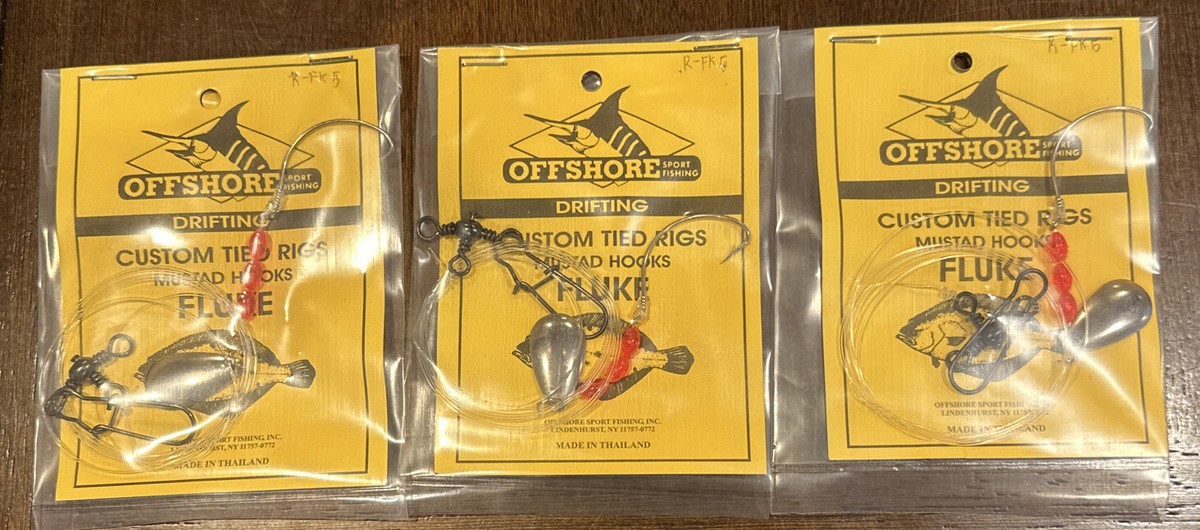 R-FK5
OFFSHORE SPORT FISHING
DRIFTING
CUSTOM TIED RIGS
MUSTAD HOOKS
FLUKE
SPORT FISHING, INC.
NY 11757-0772
MADE IN THAILAND
R-FK5
OFFSHORE SPORT FISHING
DRIFTING
CUSTOM TIED RIGS
MUSTAD HOOKS
FLUKE
OFFSHORE SPORT FISHING, INC.
LINDENHURST, NY 11757-0772
MADE IN THAILAND
R-FK5
OFFSHORE SPORT FISHING
DRIFTING
CUSTOM TIED RIGS
MUSTAD HOOKS
FLUKE
OFFSHORE SPORT
LINDENHURST, NY
MADE IN THAILAND